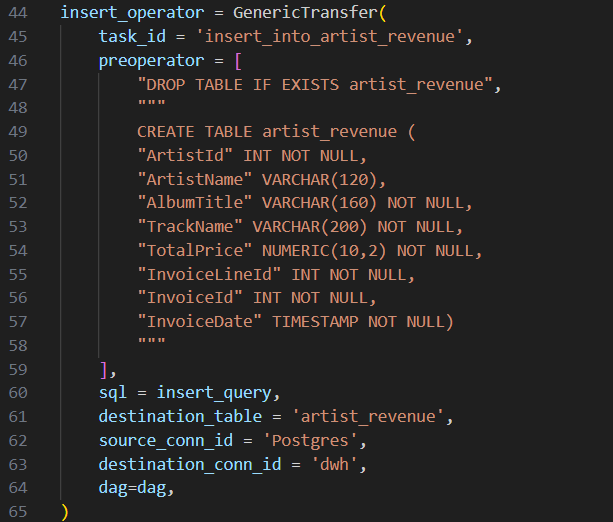 44 insert_operator = GenericTransfer(
45 task_id = 'insert_into_artist_revenue',
46 preoperator = [
47 "DROP TABLE IF EXISTS artist_revenue",
48 """
49 CREATE TABLE artist_revenue (
50 "ArtistId" INT NOT NULL,
51 "ArtistName" VARCHAR(120),
52 "AlbumTitle" VARCHAR(160) NOT NULL,
53 "TrackName" VARCHAR(200) NOT NULL,
54 "TotalPrice" NUMERIC(10,2) NOT NULL,
55 "InvoiceLineId" INT NOT NULL,
56 "InvoiceId" INT NOT NULL,
57 "InvoiceDate" TIMESTAMP NOT NULL)
58 """
59 ],
60 sql = insert_query,
61 destination_table = 'artist_revenue',
62 source_conn_id = 'Postgres',
63 destination_conn_id = 'dwh',
64 dag=dag,
65 )